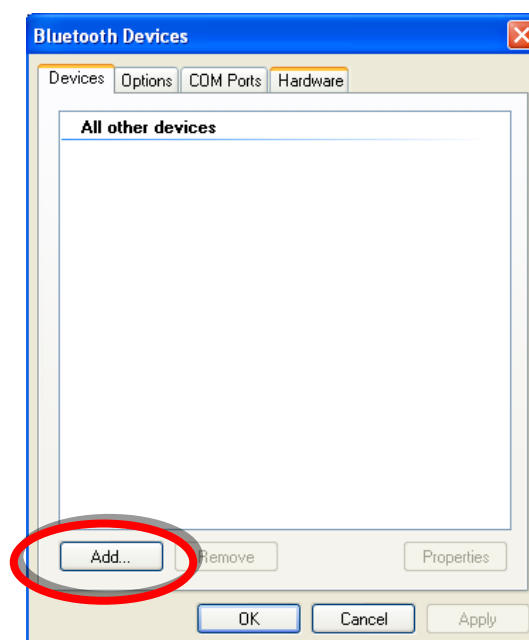 Bluetooth Devices
Devices Options COM Ports Hardware
All other devices
Add... Remove Properties
OK Cancel Apply